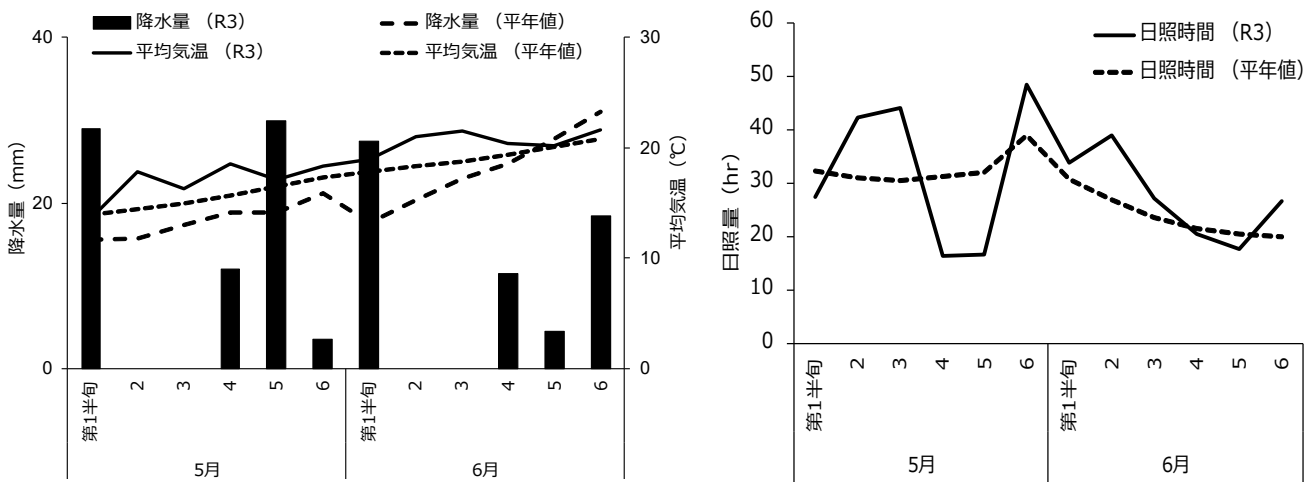 降水量 （R3）
降水量 （平年値）
平均気温 （R3）
平均気温 （平年値）
40
20
0
降水量（mm）
30
20
10
0
平均気温（℃）
第1半旬
2
3
4
5
6
第1半旬
2
3
4
5
6
5月
6月
日照時間 （R3）
日照時間 （平年値）
60
50
40
30
20
10
0
日照量（hr）
第1半旬
2
3
4
5
6
第1半旬
2
3
4
5
6
5月
6月